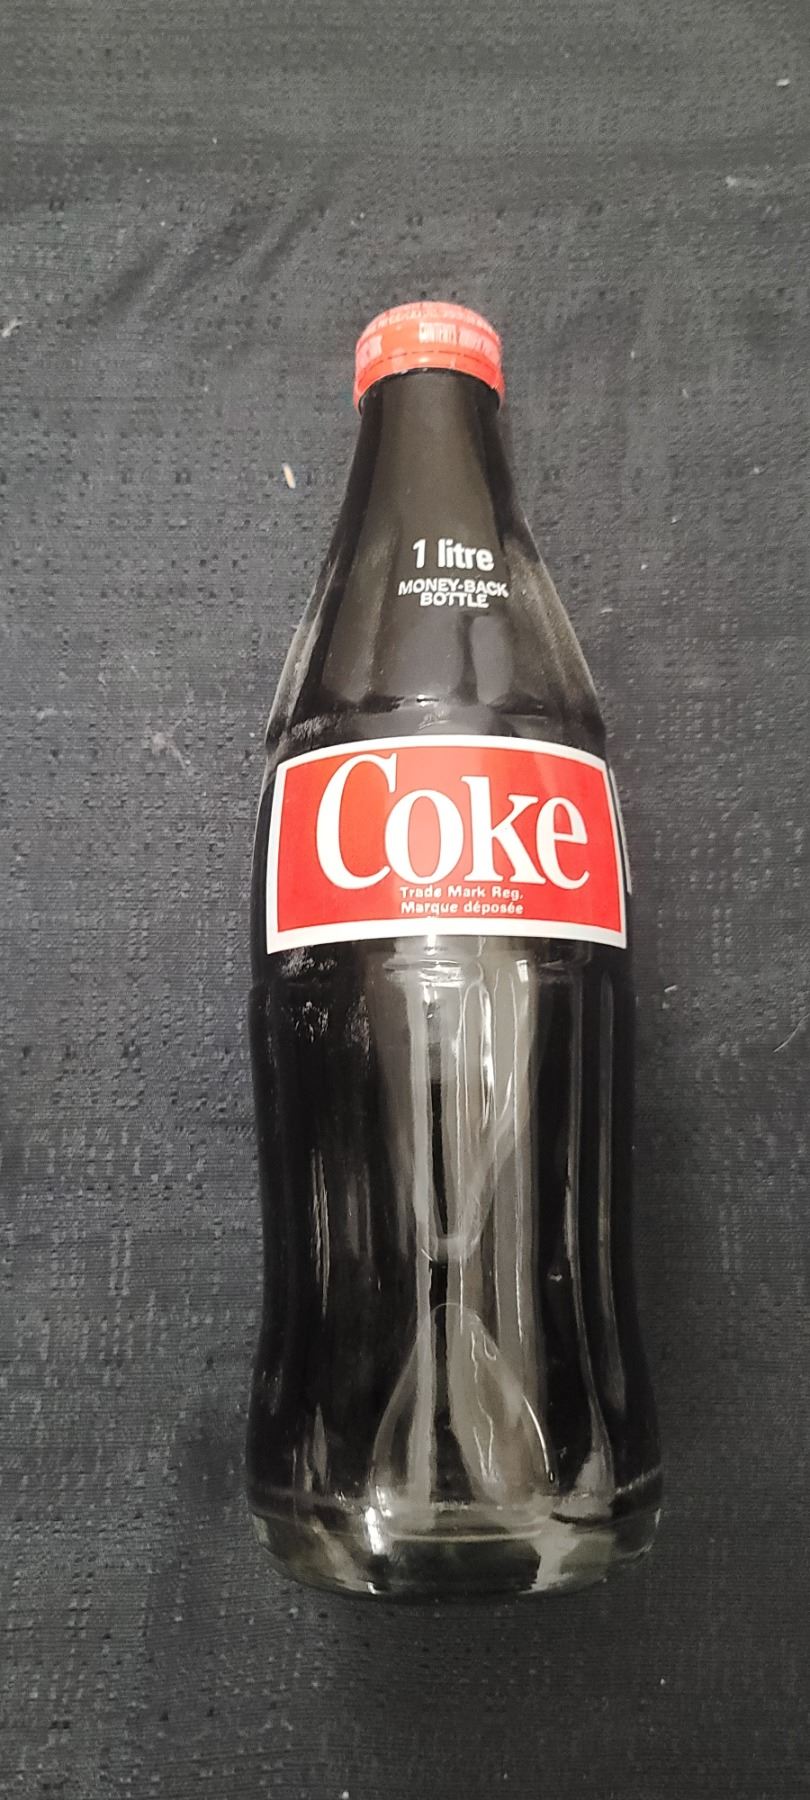 1 litre
MONEY-BACK
BOTTLE
Coke
Trade Mark Reg.
Marque déposée